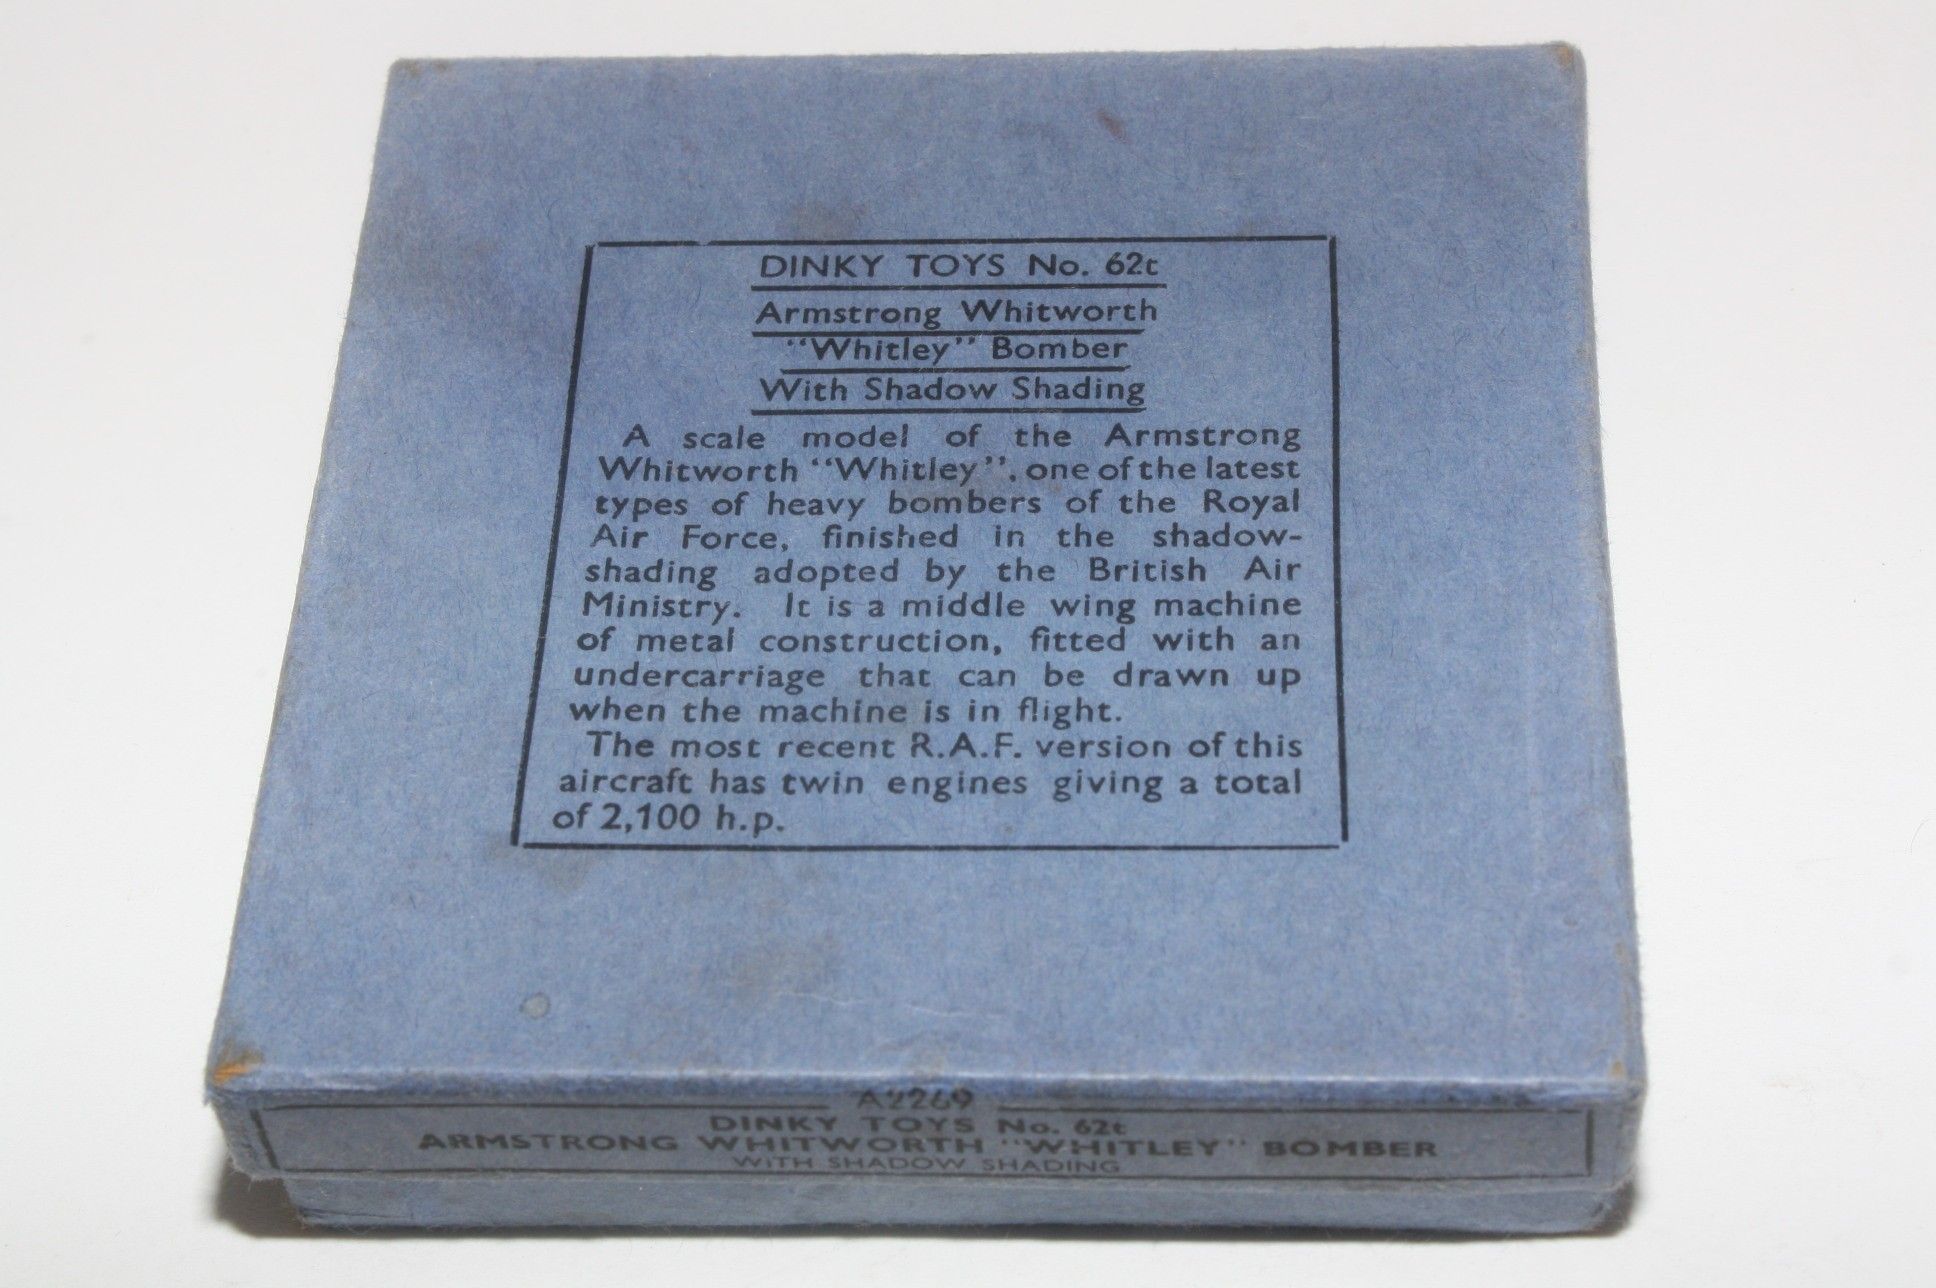 DINKY TOYS No. 62t
Armstrong Whitworth
"Whitley" Bomber
With Shadow Shading
A scale model of the Armstrong
Whitworth "Whitley", one of the latest
types of heavy bombers of the Royal
Air Force, finished in the shadow-
shading adopted by the British Air
Ministry. It is a middle wing machine
of metal construction, fitted with an
undercarriage that can be drawn up
when the machine is in flight.
The most recent R.A.F. version of this
aircraft has twin engines giving a total
of 2,100 h.p.
A2269
DINKY TOYS No. 62t
ARMSTRONG WHITWORTH "WHITLEY" BOMBER
WITH SHADOW SHADING